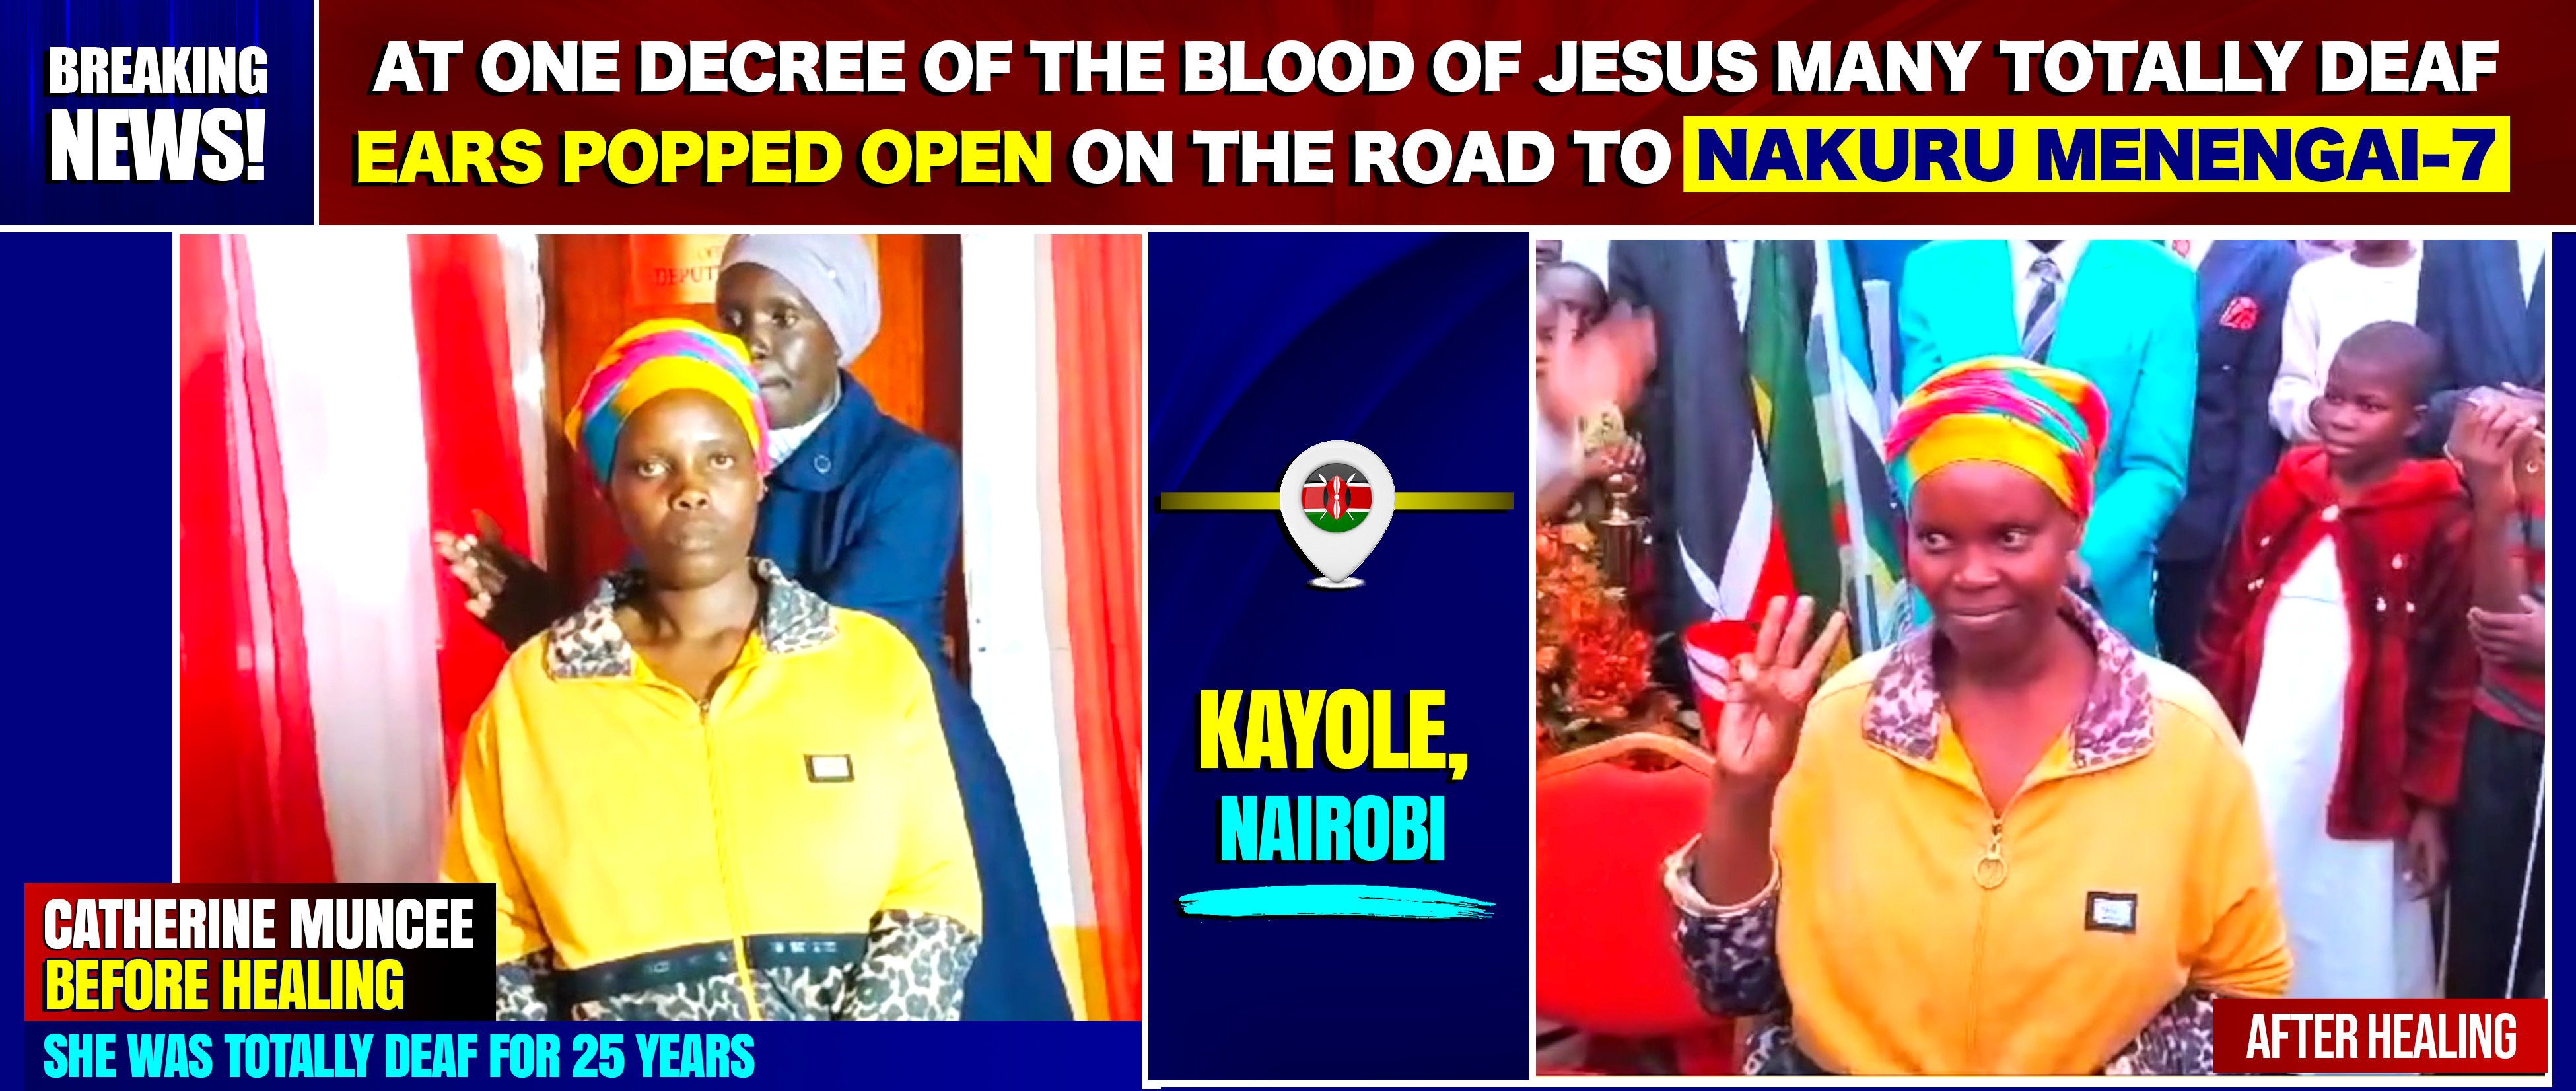 BREAKING
NEWS!
AT ONE DECREE OF THE BLOOD OF JESUS MANY TOTALLY DEAF
EARS POPPED OPEN ON THE ROAD TO NAKURU MENENGAI-7
KAYOLE,
NAIROBI
CATHERINE MUNCEE
BEFORE HEALING
SHE WAS TOTALLY DEAF FOR 25 YEARS
AFTER HEALING